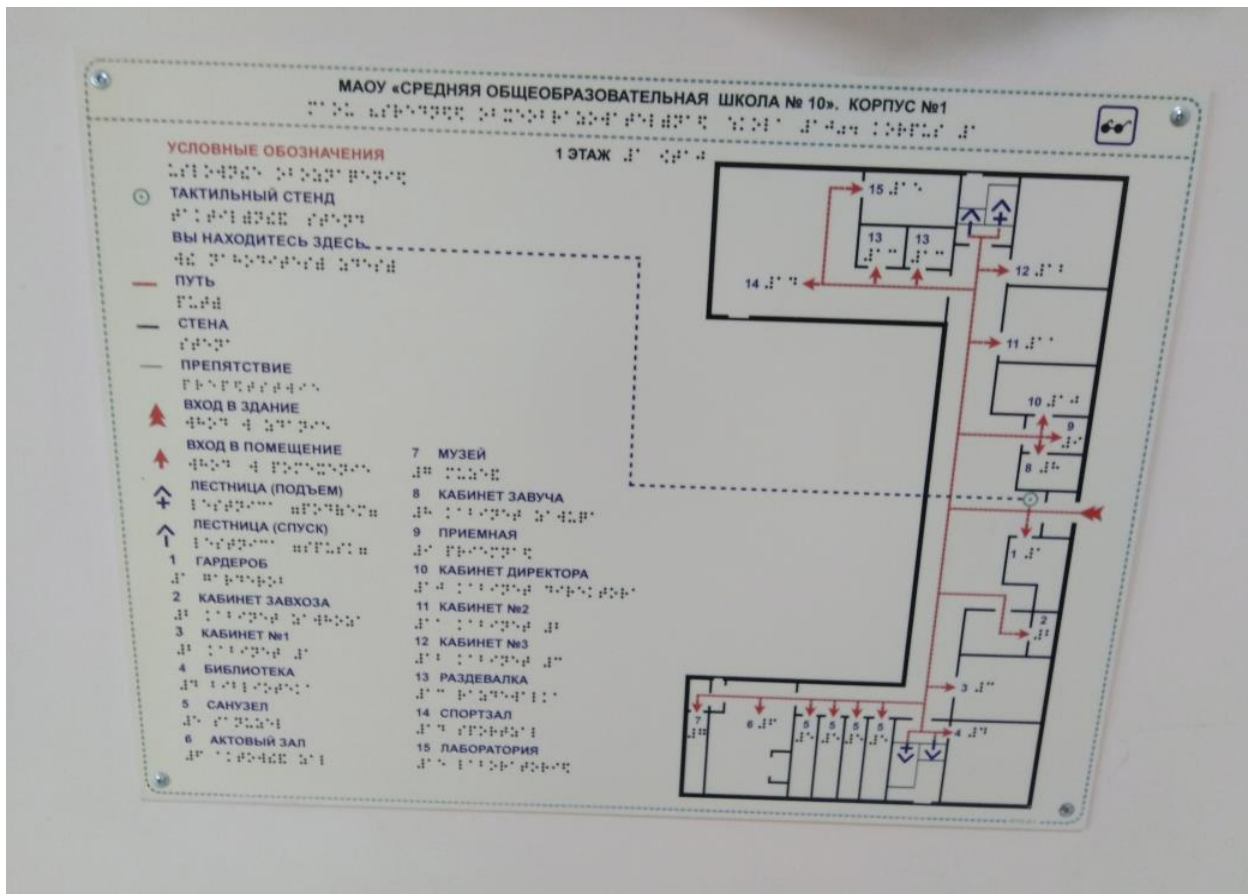 МАОУ «СРЕДНЯЯ ОБЩЕОБРАЗОВАТЕЛЬНАЯ ШКОЛА № 10». КОРПУС №1
1 ЭТАЖ
УСЛОВНЫЕ ОБОЗНАЧЕНИЯ
ТАКТИЛЬНЫЙ СТЕНД
ВЫ НАХОДИТЕСЬ ЗДЕСЬ
ПУТЬ
СТЕНА
ПРЕПЯТСТВИЕ
ВХОД В ЗДАНИЕ
ВХОД В ПОМЕЩЕНИЕ
ЛЕСТНИЦА (ПОДЪЕМ)
ЛЕСТНИЦА (СПУСК)
1 ГАРДЕРОБ
2 КАБИНЕТ ЗАВХОЗА
3 КАБИНЕТ №1
4 БИБЛИОТЕКА
5 САНУЗЕЛ
6 АКТОВЫЙ ЗАЛ
7 МУЗЕЙ
8 КАБИНЕТ ЗАВУЧА
9 ПРИЕМНАЯ
10 КАБИНЕТ ДИРЕКТОРА
11 КАБИНЕТ №2
12 КАБИНЕТ №3
13 РАЗДЕВАЛКА
14 СПОРТЗАЛ
15 ЛАБОРАТОРИЯ
15
13 13
12
14
11
10
9
8
1
2
3
7 6 5 5 5 5 4